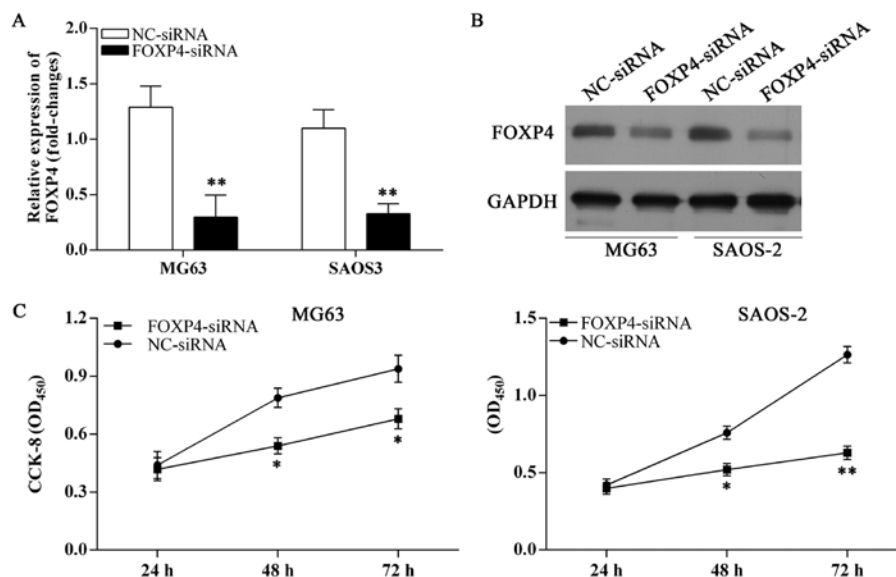 A
NC-siRNA
FOXP4-siRNA
Relative expression of
FOXP4 (fold-changes)
2.0
1.5
1.0
0.5
0.0
**
**
MG63
SAOS3
B
NC-siRNA
FOXP4-siRNA
NC-siRNA
FOXP4-siRNA
FOXP4
GAPDH
MG63
SAOS-2
C
MG63
FOXP4-siRNA
NC-siRNA
CCK-8 (OD450)
1.2
0.9
0.6
0.3
0.0
*
*
24 h
48 h
72 h
SAOS-2
FOXP4-siRNA
NC-siRNA
(OD450)
1.5
1.0
0.5
0.0
*
**
24 h
48 h
72 h